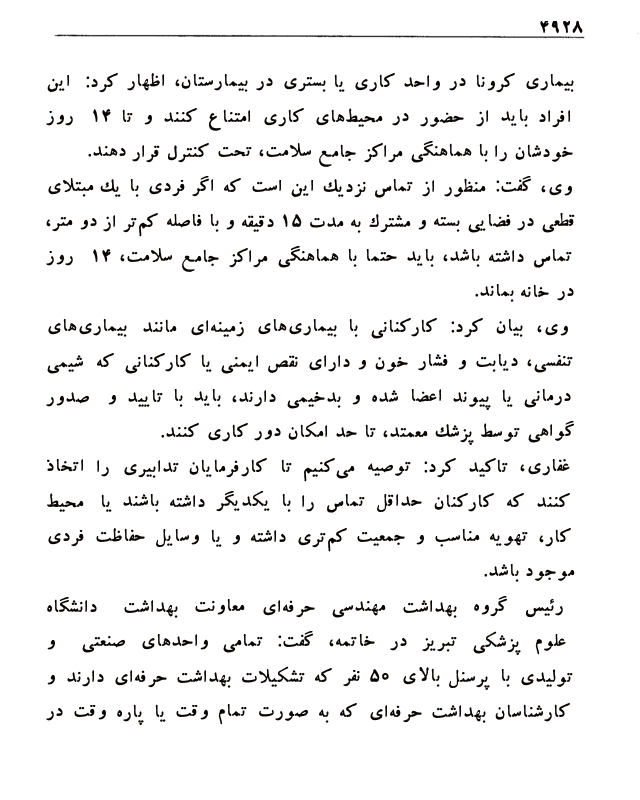 ۴۹۲۸
بیماری کرونا در واحد کاری یا بستری در بیمارستان، اظهار کرد: این
افراد باید از حضور در محیط‌های کاری امتناع کنند و تا ۱۴ روز
خودشان را با هماهنگی مراکز جامع سلامت، تحت کنترل قرار دهند.
وی، گفت: منظور از تماس نزدیك این است که اگر فردی با یك مبتلای
قطعی در فضایی بسته و مشترك به مدت ۱۵ دقیقه و با فاصله کم‌تر از دو متر،
تماس داشته باشد، باید حتما با هماهنگی مراکز جامع سلامت، ۱۴ روز
در خانه بماند.
وی، بیان کرد: کارکنانی با بیماری‌های زمینه‌ای مانند بیماری‌های
تنفسی، دیابت و فشار خون و دارای نقص ایمنی یا کارکنانی که شیمی
درمانی یا پیوند اعضا شده و بدخیمی دارند، باید با تایید و صدور
گواهی توسط پزشك معمتد، تا حد امکان دور کاری کنند.
غفاری، تاکید کرد: توصیه می‌کنیم تا کارفرمایان تدابیری را اتخاذ
کنند که کارکنان حداقل تماس را با یکدیگر داشته باشند یا محیط
کار، تهویه مناسب و جمعیت کم‌تری داشته و یا وسایل حفاظت فردی
موجود باشد.
رئیس گروه بهداشت مهندسی حرفه‌ای معاونت بهداشت دانشگاه
علوم پزشکی تبریز در خاتمه، گفت: تمامی واحدهای صنعتی و
تولیدی با پرسنل بالای ۵۰ نفر که تشکیلات بهداشت حرفه‌ای دارند و
کارشناسان بهداشت حرفه‌ای که به صورت تمام وقت یا پاره وقت در